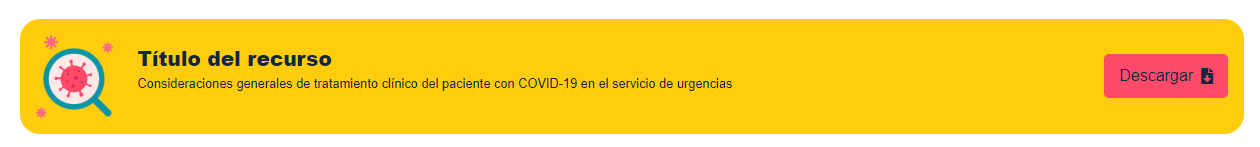 Título del recurso
Consideraciones generales de tratamiento clínico del paciente con COVID-19 en el servicio de urgencias
Descargar